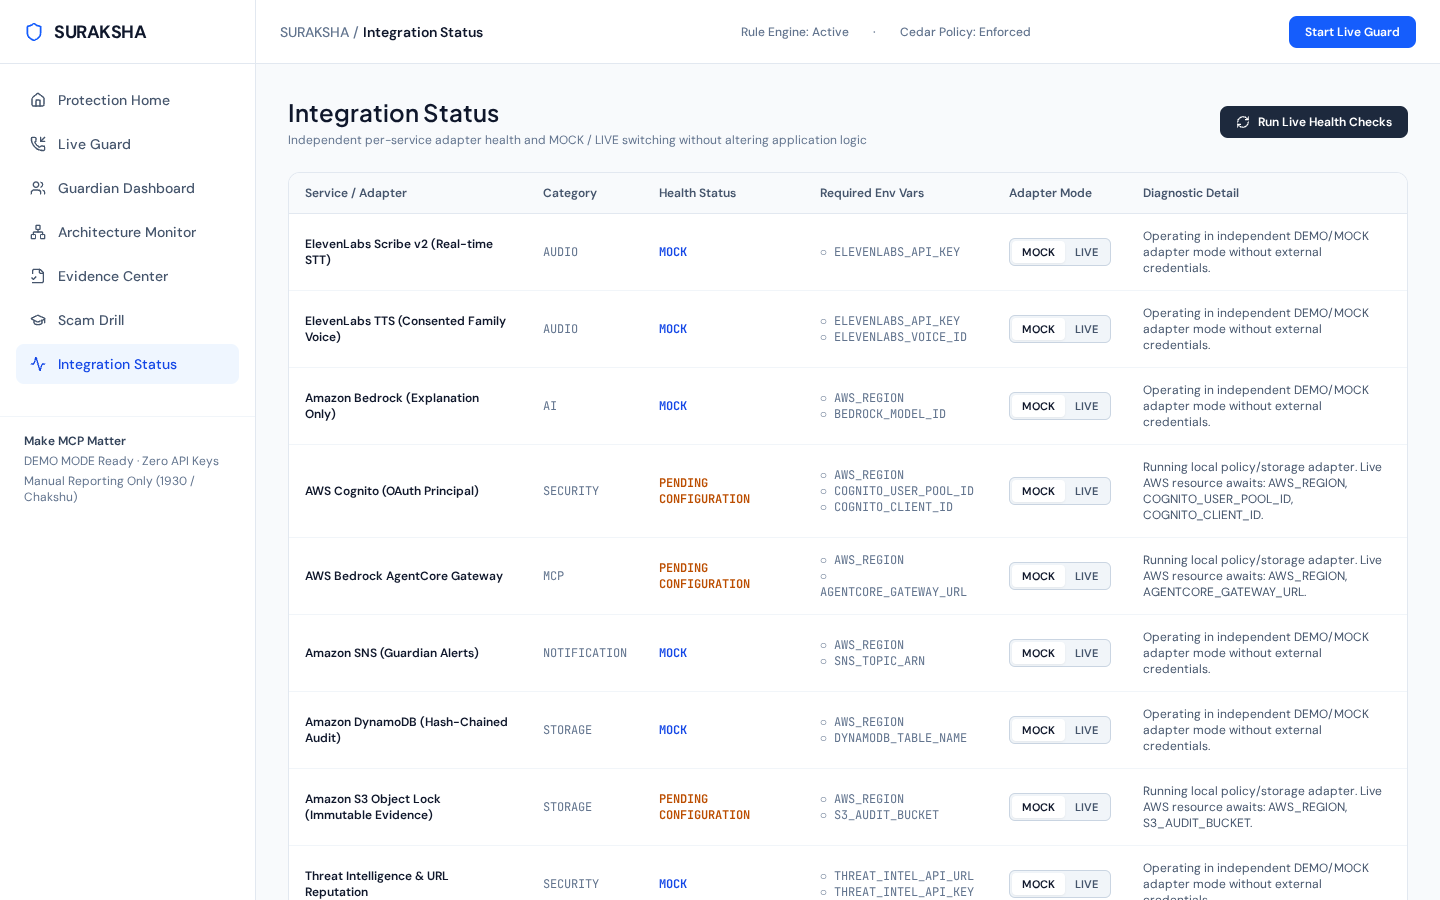 SURAKSHA
SURAKSHA / Integration Status
Rule Engine: Active · Cedar Policy: Enforced
Start Live Guard
Protection Home
Live Guard
Guardian Dashboard
Architecture Monitor
Evidence Center
Scam Drill
Integration Status
Make MCP Matter
DEMO MODE Ready · Zero API Keys
Manual Reporting Only (1930 /
Chakshu)
Integration Status
Independent per-service adapter health and MOCK / LIVE switching without altering application logic
Run Live Health Checks
Service / Adapter Category Health Status Required Env Vars Adapter Mode Diagnostic Detail
ElevenLabs Scribe v2 (Real-time
STT)
AUDIO
MOCK
○ ELEVENLABS_API_KEY
MOCK LIVE
Operating in independent DEMO/MOCK
adapter mode without external
credentials.
ElevenLabs TTS (Consented Family
Voice)
AUDIO
MOCK
○ ELEVENLABS_API_KEY
○ ELEVENLABS_VOICE_ID
MOCK LIVE
Operating in independent DEMO/MOCK
adapter mode without external
credentials.
Amazon Bedrock (Explanation
Only)
AI
MOCK
○ AWS_REGION
○ BEDROCK_MODEL_ID
MOCK LIVE
Operating in independent DEMO/MOCK
adapter mode without external
credentials.
AWS Cognito (OAuth Principal)
SECURITY
PENDING
CONFIGURATION
○ AWS_REGION
○ COGNITO_USER_POOL_ID
○ COGNITO_CLIENT_ID
MOCK LIVE
Running local policy/storage adapter. Live
AWS resource awaits: AWS_REGION,
COGNITO_USER_POOL_ID,
COGNITO_CLIENT_ID.
AWS Bedrock AgentCore Gateway
MCP
PENDING
CONFIGURATION
○ AWS_REGION
○
AGENTCORE_GATEWAY_URL
MOCK LIVE
Running local policy/storage adapter. Live
AWS resource awaits: AWS_REGION,
AGENTCORE_GATEWAY_URL.
Amazon SNS (Guardian Alerts)
NOTIFICATION
MOCK
○ AWS_REGION
○ SNS_TOPIC_ARN
MOCK LIVE
Operating in independent DEMO/MOCK
adapter mode without external
credentials.
Amazon DynamoDB (Hash-Chained
Audit)
STORAGE
MOCK
○ AWS_REGION
○ DYNAMODB_TABLE_NAME
MOCK LIVE
Operating in independent DEMO/MOCK
adapter mode without external
credentials.
Amazon S3 Object Lock
(Immutable Evidence)
STORAGE
PENDING
CONFIGURATION
○ AWS_REGION
○ S3_AUDIT_BUCKET
MOCK LIVE
Running local policy/storage adapter. Live
AWS resource awaits: AWS_REGION,
S3_AUDIT_BUCKET.
Threat Intelligence & URL
Reputation
SECURITY
MOCK
○ THREAT_INTEL_API_URL
○ THREAT_INTEL_API_KEY
MOCK LIVE
Operating in independent DEMO/MOCK
adapter mode without external
credentials.